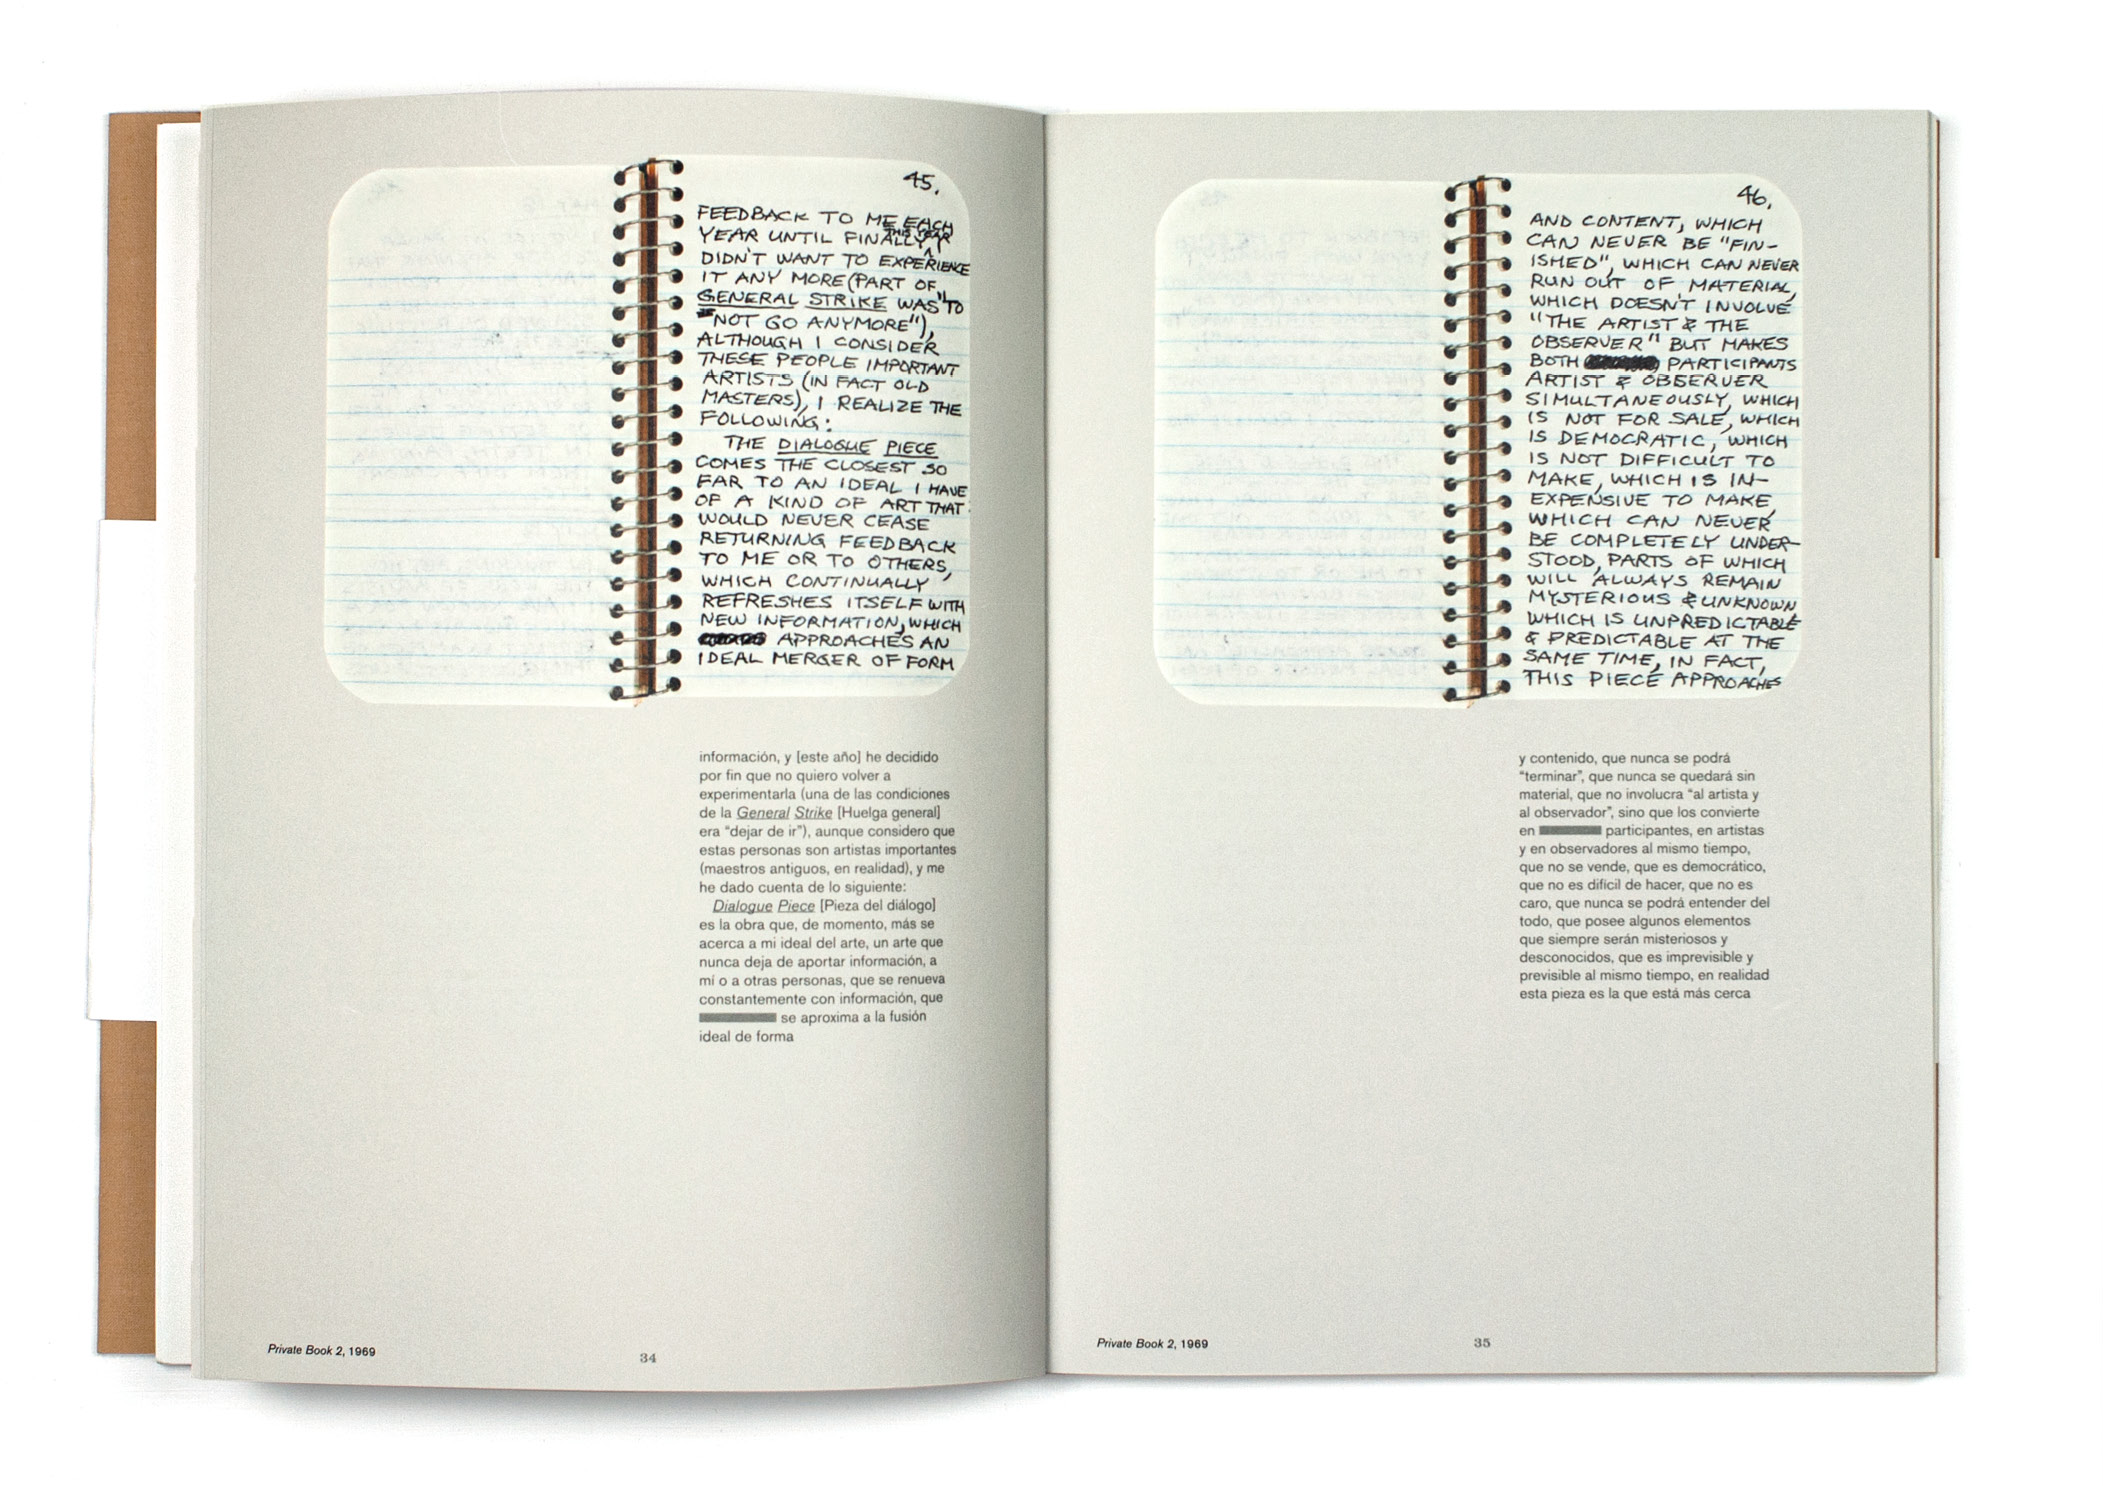 45.
FEEDBACK TO ME EACH
THIS YEAR
YEAR UNTIL FINALLY I
DIDN'T WANT TO EXPERIENCE
IT ANY MORE (PART OF
GENERAL STRIKE WAS "TO
NOT GO ANYMORE"),
ALTHOUGH I CONSIDER
THESE PEOPLE IMPORTANT
ARTISTS (IN FACT OLD
MASTERS), I REALIZE THE
FOLLOWING:
THE DIALOGUE PIECE
COMES THE CLOSEST SO
FAR TO AN IDEAL I HAVE
OF A KIND OF ART THAT
WOULD NEVER CEASE
RETURNING FEEDBACK
TO ME OR TO OTHERS,
WHICH CONTINUALLY
REFRESHES ITSELF WITH
NEW INFORMATION, WHICH
APPROACHES AN
IDEAL MERGER OF FORM
información, y [este año] he decidido
por fin que no quiero volver a
experimentarla (una de las condiciones
de la General Strike [Huelga general]
era “dejar de ir”), aunque considero que
estas personas son artistas importantes
(maestros antiguos, en realidad), y me
he dado cuenta de lo siguiente:
Dialogue Piece [Pieza del diálogo]
es la obra que, de momento, más se
acerca a mi ideal del arte, un arte que
nunca deja de aportar información, a
mí o a otras personas, que se renueva
constantemente con información, que
se aproxima a la fusión
ideal de forma
Private Book 2, 1969
34
46.
AND CONTENT, WHICH
CAN NEVER BE "FIN-
ISHED", WHICH CAN NEVER
RUN OUT OF MATERIAL,
WHICH DOESN'T INVOLVE
"THE ARTIST & THE
OBSERVER" BUT MAKES
BOTH PARTICIPANTS
ARTIST & OBSERVER
SIMULTANEOUSLY, WHICH
IS NOT FOR SALE, WHICH
IS DEMOCRATIC, WHICH
IS NOT DIFFICULT TO
MAKE, WHICH IS IN-
EXPENSIVE TO MAKE,
WHICH CAN NEVER
BE COMPLETELY UNDER-
STOOD, PARTS OF WHICH
WILL ALWAYS REMAIN
MYSTERIOUS & UNKNOWN
WHICH IS UNPREDICTABLE
& PREDICTABLE AT THE
SAME TIME, IN FACT,
THIS PIECE APPROACHES
y contenido, que nunca se podrá
“terminar”, que nunca se quedará sin
material, que no involucra “al artista y
al observador”, sino que los convierte
en participantes, en artistas
y en observadores al mismo tiempo,
que no se vende, que es democrático,
que no es difícil de hacer, que no es
caro, que nunca se podrá entender del
todo, que posee algunos elementos
que siempre serán misteriosos y
desconocidos, que es imprevisible y
previsible al mismo tiempo, en realidad
esta pieza es la que está más cerca
Private Book 2, 1969
35